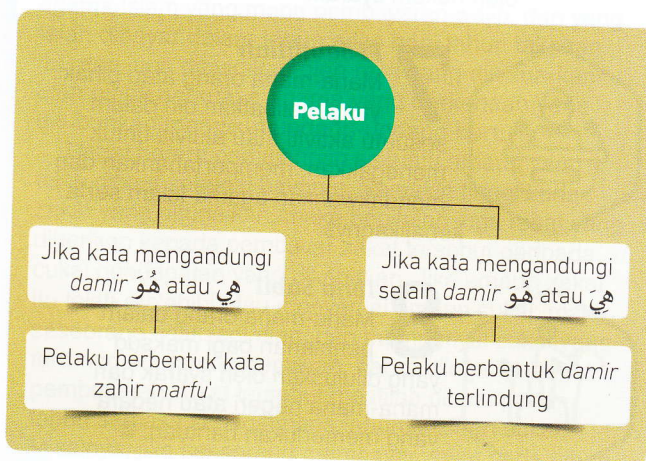 Pelaku
Jika kata mengandungi
damir هُوَ atau هِيَ
Pelaku berbentuk kata
zahir marfu'
Jika kata mengandungi
selain damir هُوَ atau هِيَ
Pelaku berbentuk damir
terlindung